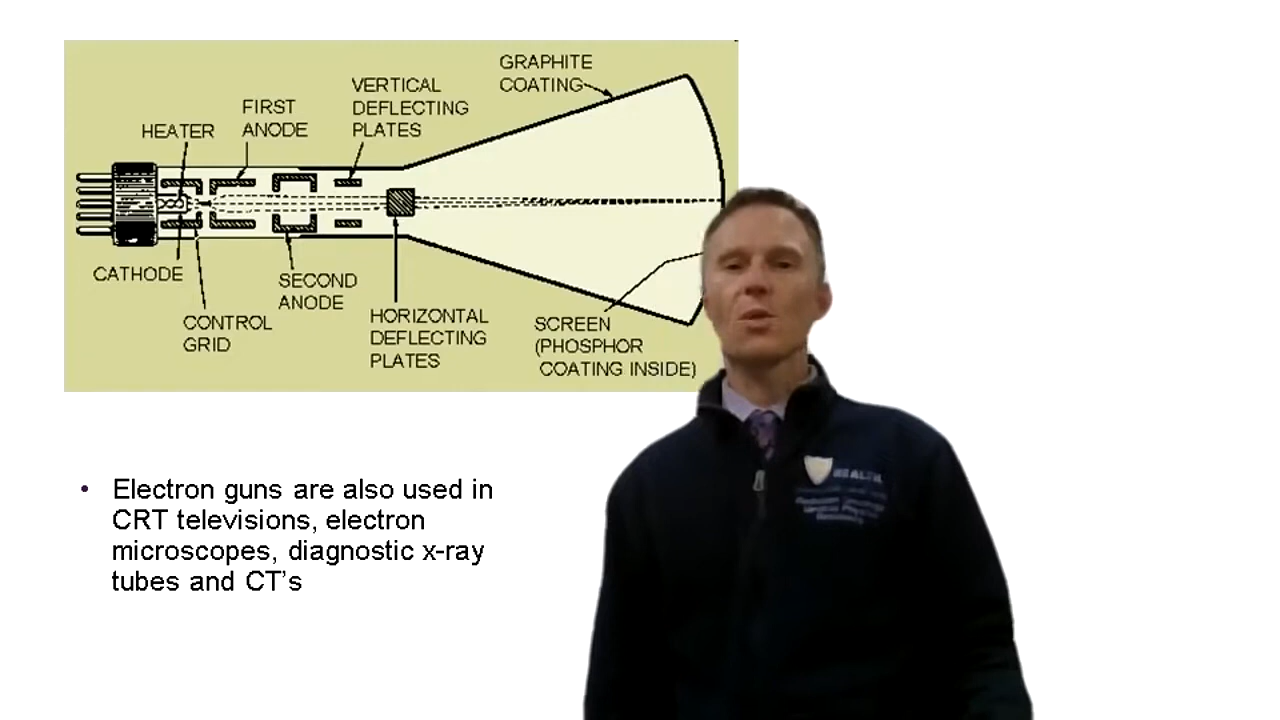 GRAPHITE
COATING
VERTICAL
DEFLECTING
PLATES
FIRST
ANODE
HEATER
CATHODE
SECOND
ANODE
CONTROL
GRID
HORIZONTAL
DEFLECTING
PLATES
SCREEN
(PHOSPHOR
COATING INSIDE)
• Electron guns are also used in
CRT televisions, electron
microscopes, diagnostic x-ray
tubes and CT's
HEALTH